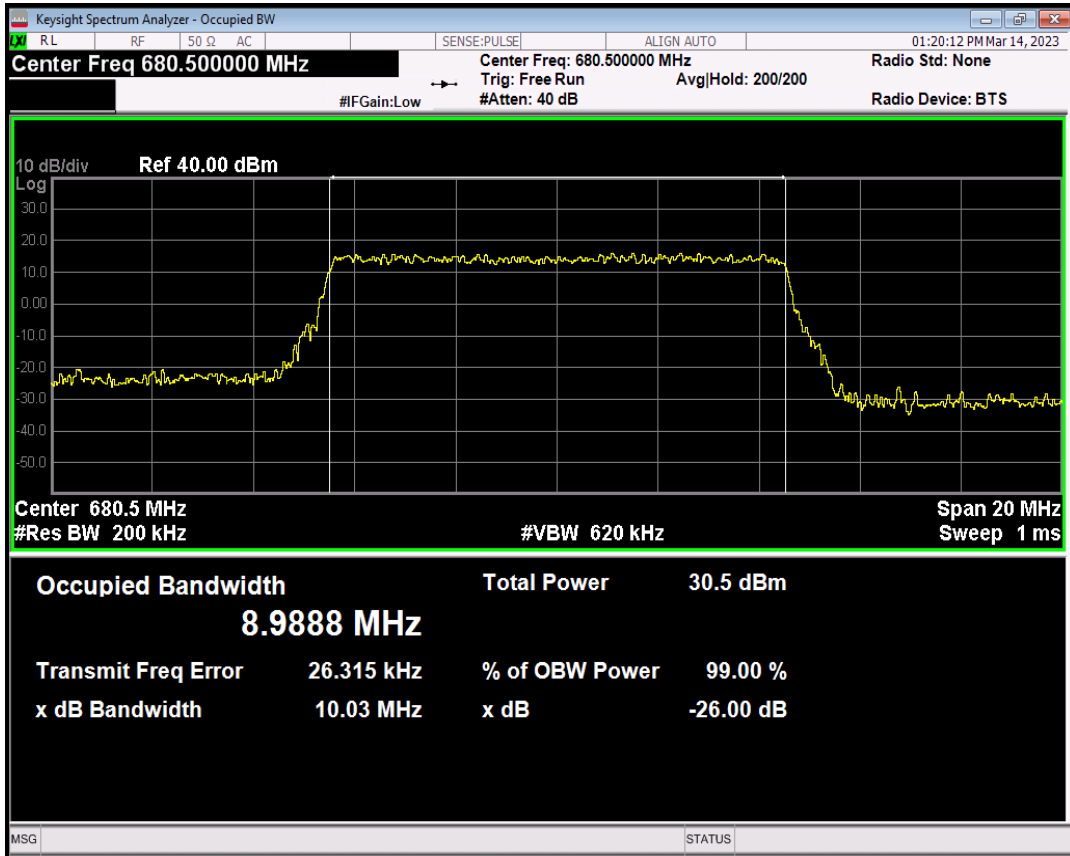 Keysight Spectrum Analyzer - Occupied BW
LXI RL RF 50 Ω AC SENSE:PULSE ALIGN AUTO 01:20:12 PM Mar 14, 2023
Center Freq 680.500000 MHz Center Freq: 680.500000 MHz Radio Std: None
Trig: Free Run Avg|Hold: 200/200
#IFGain:Low #Atten: 40 dB Radio Device: BTS
10 dB/div Ref 40.00 dBm
Log
30.0
20.0
10.0
0.00
-10.0
-20.0
-30.0
-40.0
-50.0
Center 680.5 MHz Span 20 MHz
#Res BW 200 kHz #VBW 620 kHz Sweep 1 ms
Occupied Bandwidth Total Power 30.5 dBm
8.9888 MHz
Transmit Freq Error 26.315 kHz % of OBW Power 99.00 %
x dB Bandwidth 10.03 MHz x dB -26.00 dB
MSG STATUS